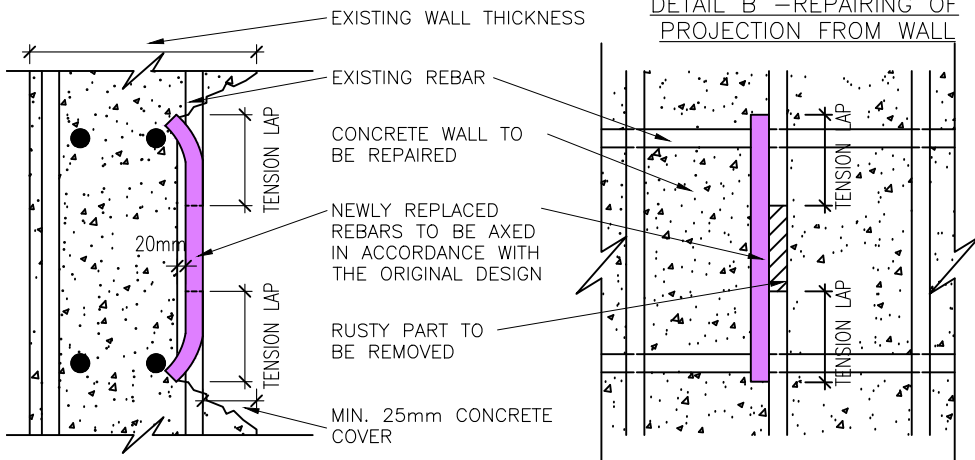 EXISTING WALL THICKNESS
DETAIL B -REPAIRING OF
PROJECTION FROM WALL
EXISTING REBAR
TENSION LAP
CONCRETE WALL TO
BE REPAIRED
TENSION LAP
NEWLY REPLACED
REBARS TO BE AXED
IN ACCORDANCE WITH
THE ORIGINAL DESIGN
20mm
TENSION LAP
RUSTY PART TO
BE REMOVED
TENSION LAP
MIN. 25mm CONCRETE
COVER